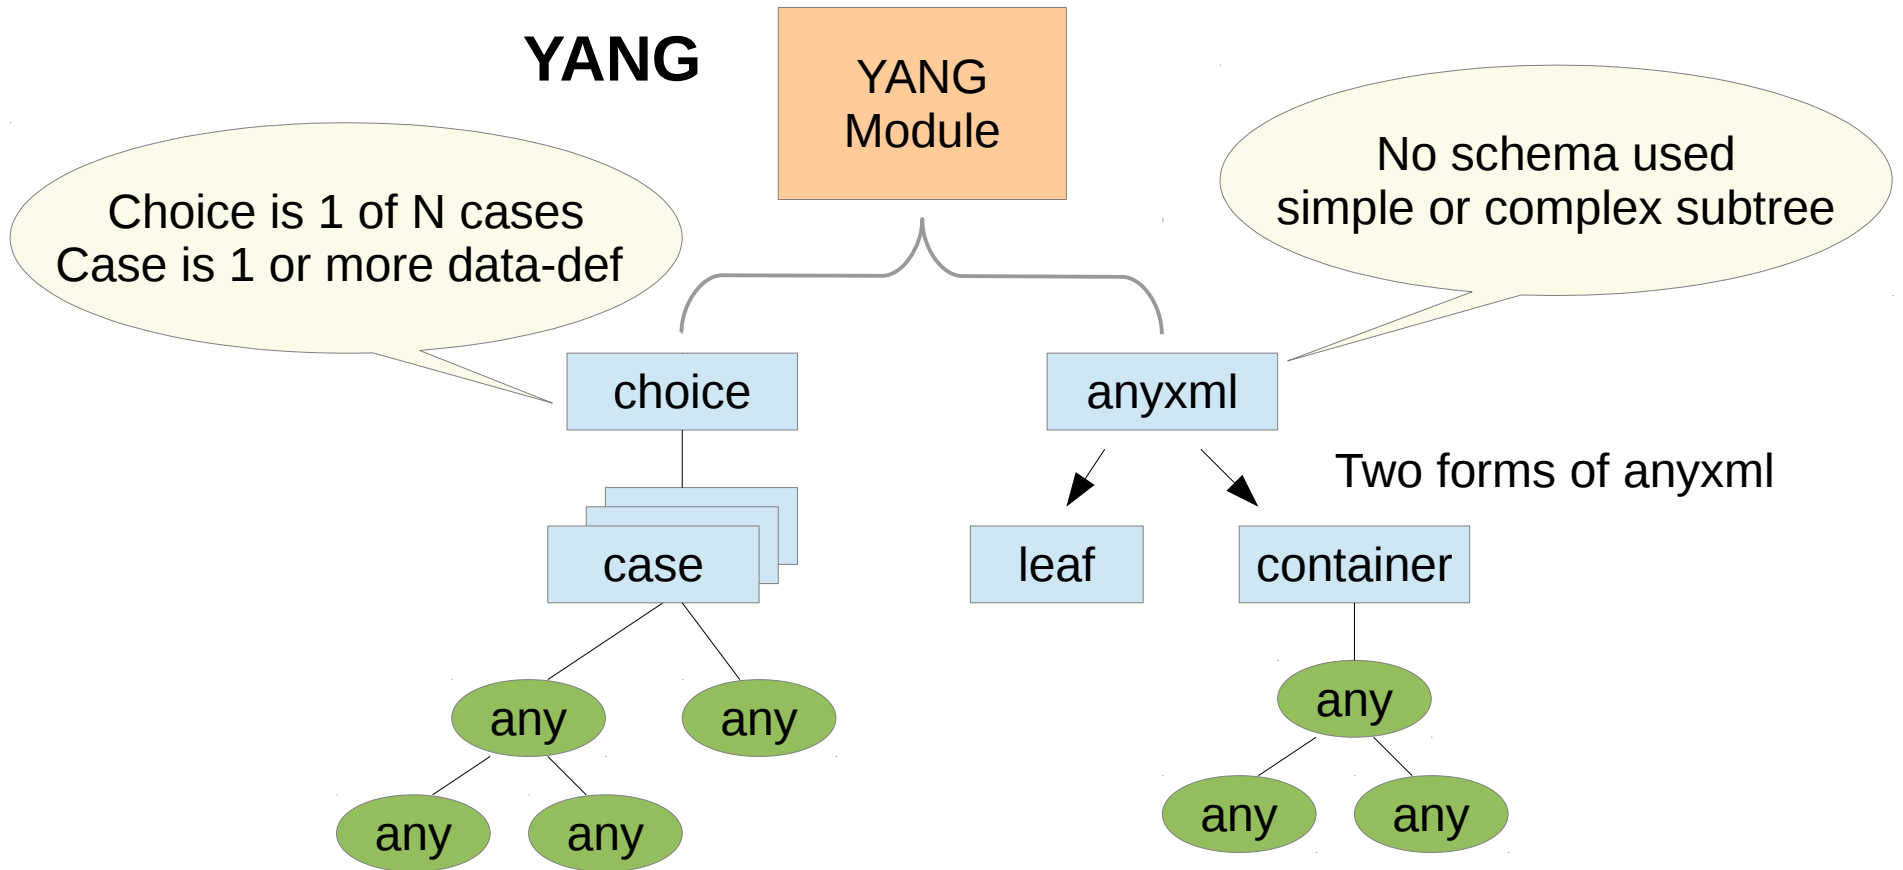 YANG
YANG
Module
Choice is 1 of N cases
Case is 1 or more data-def
No schema used
simple or complex subtree
choice
anyxml
Two forms of anyxml
case
leaf
container
any
any
any
any
any
any
any